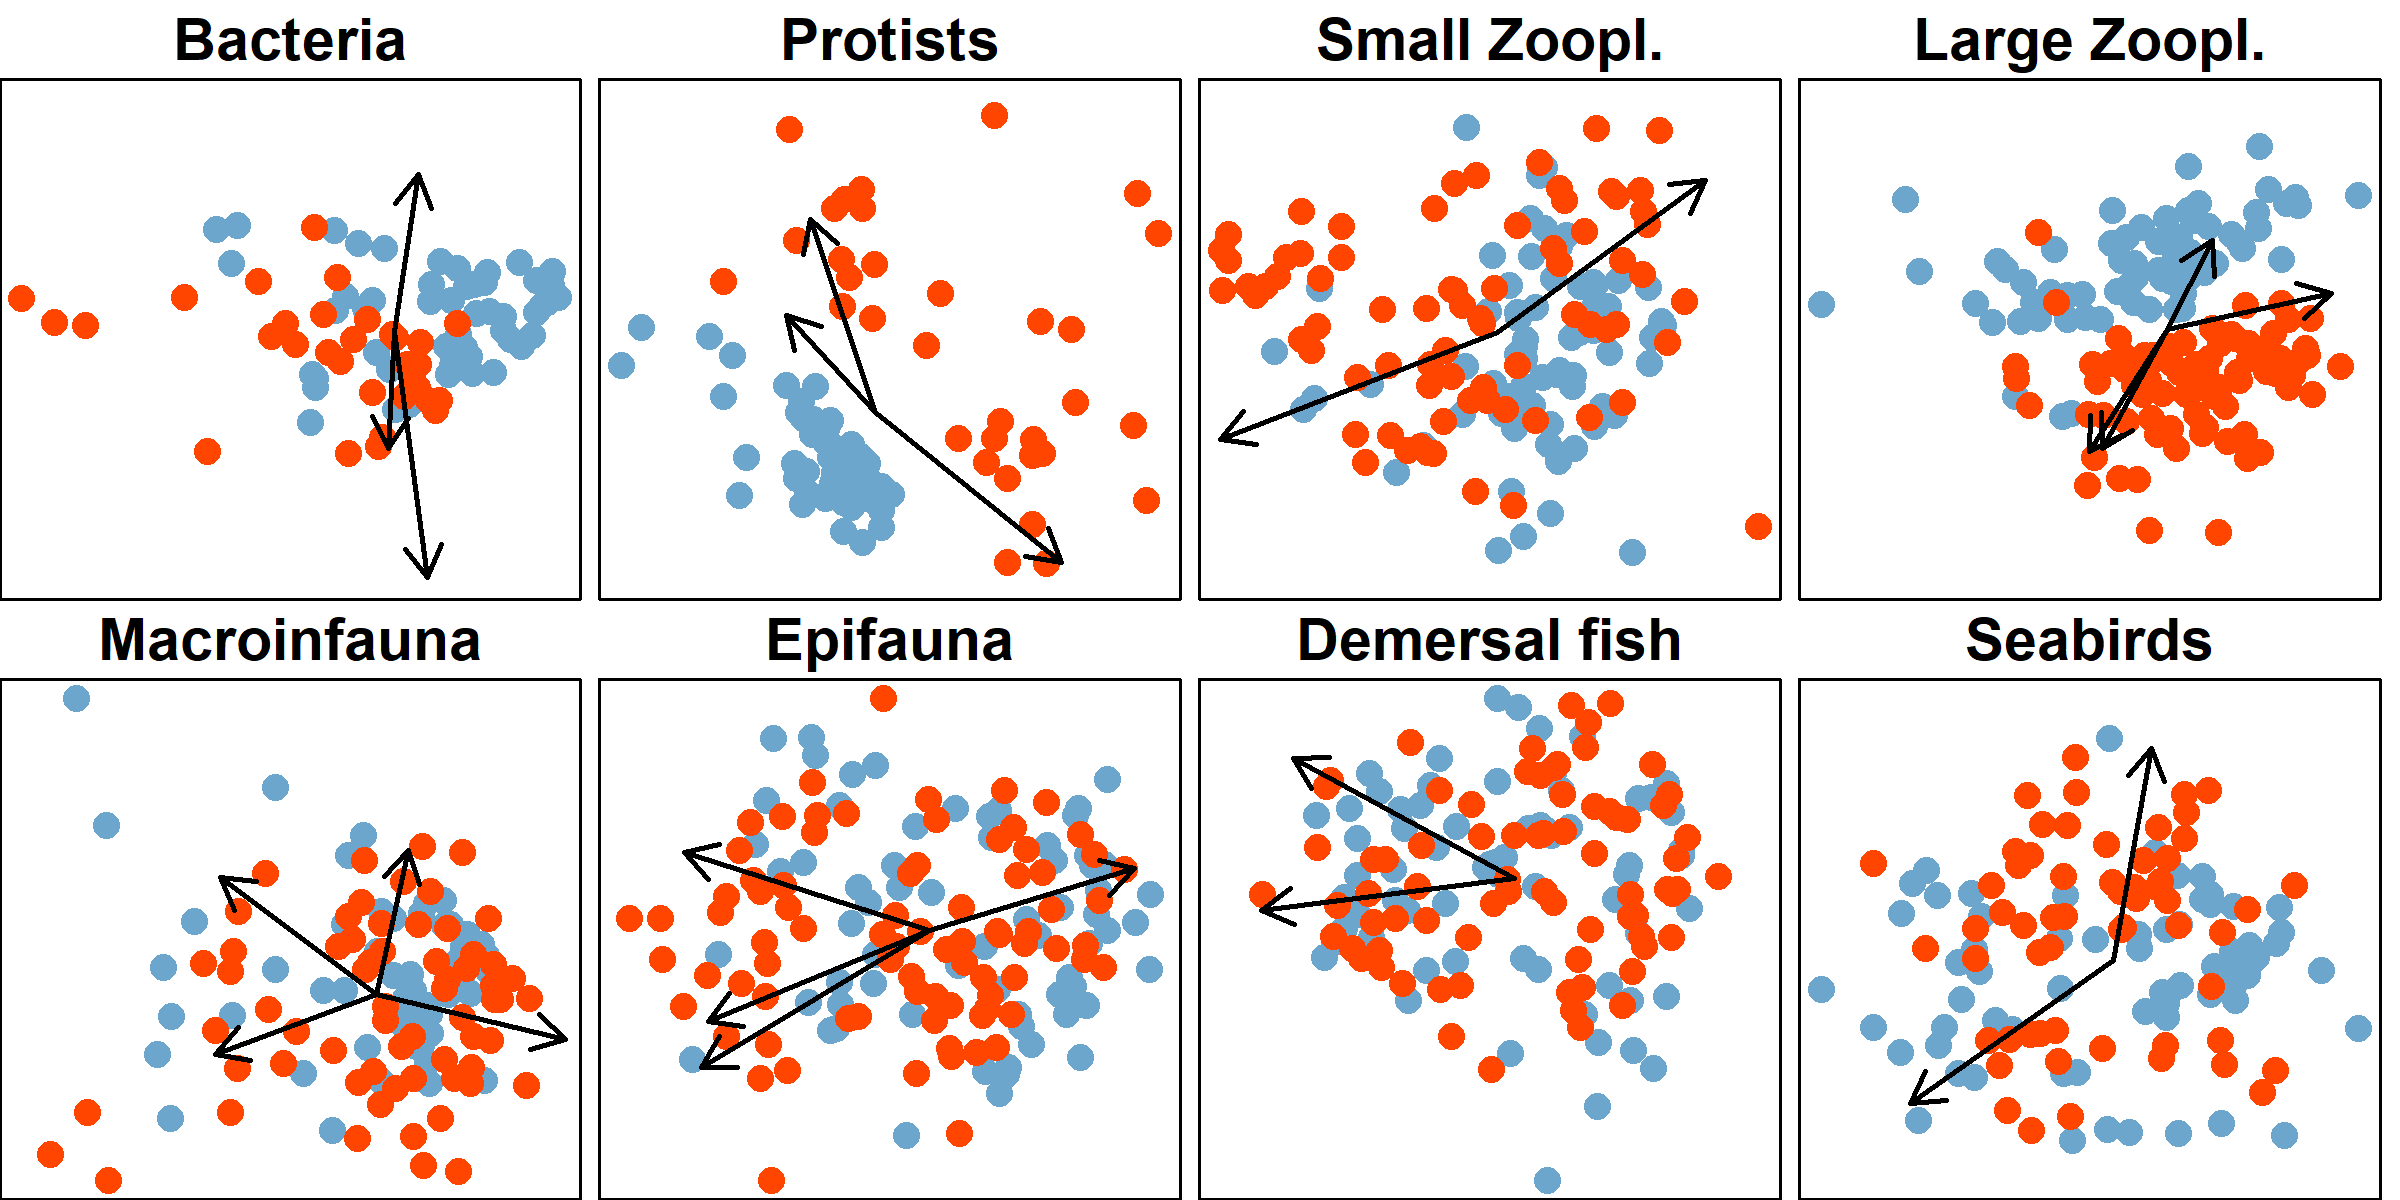 Bacteria
Protists
Small Zoopl.
Large Zoopl.
Macroinfauna
Epifauna
Demersal fish
Seabirds